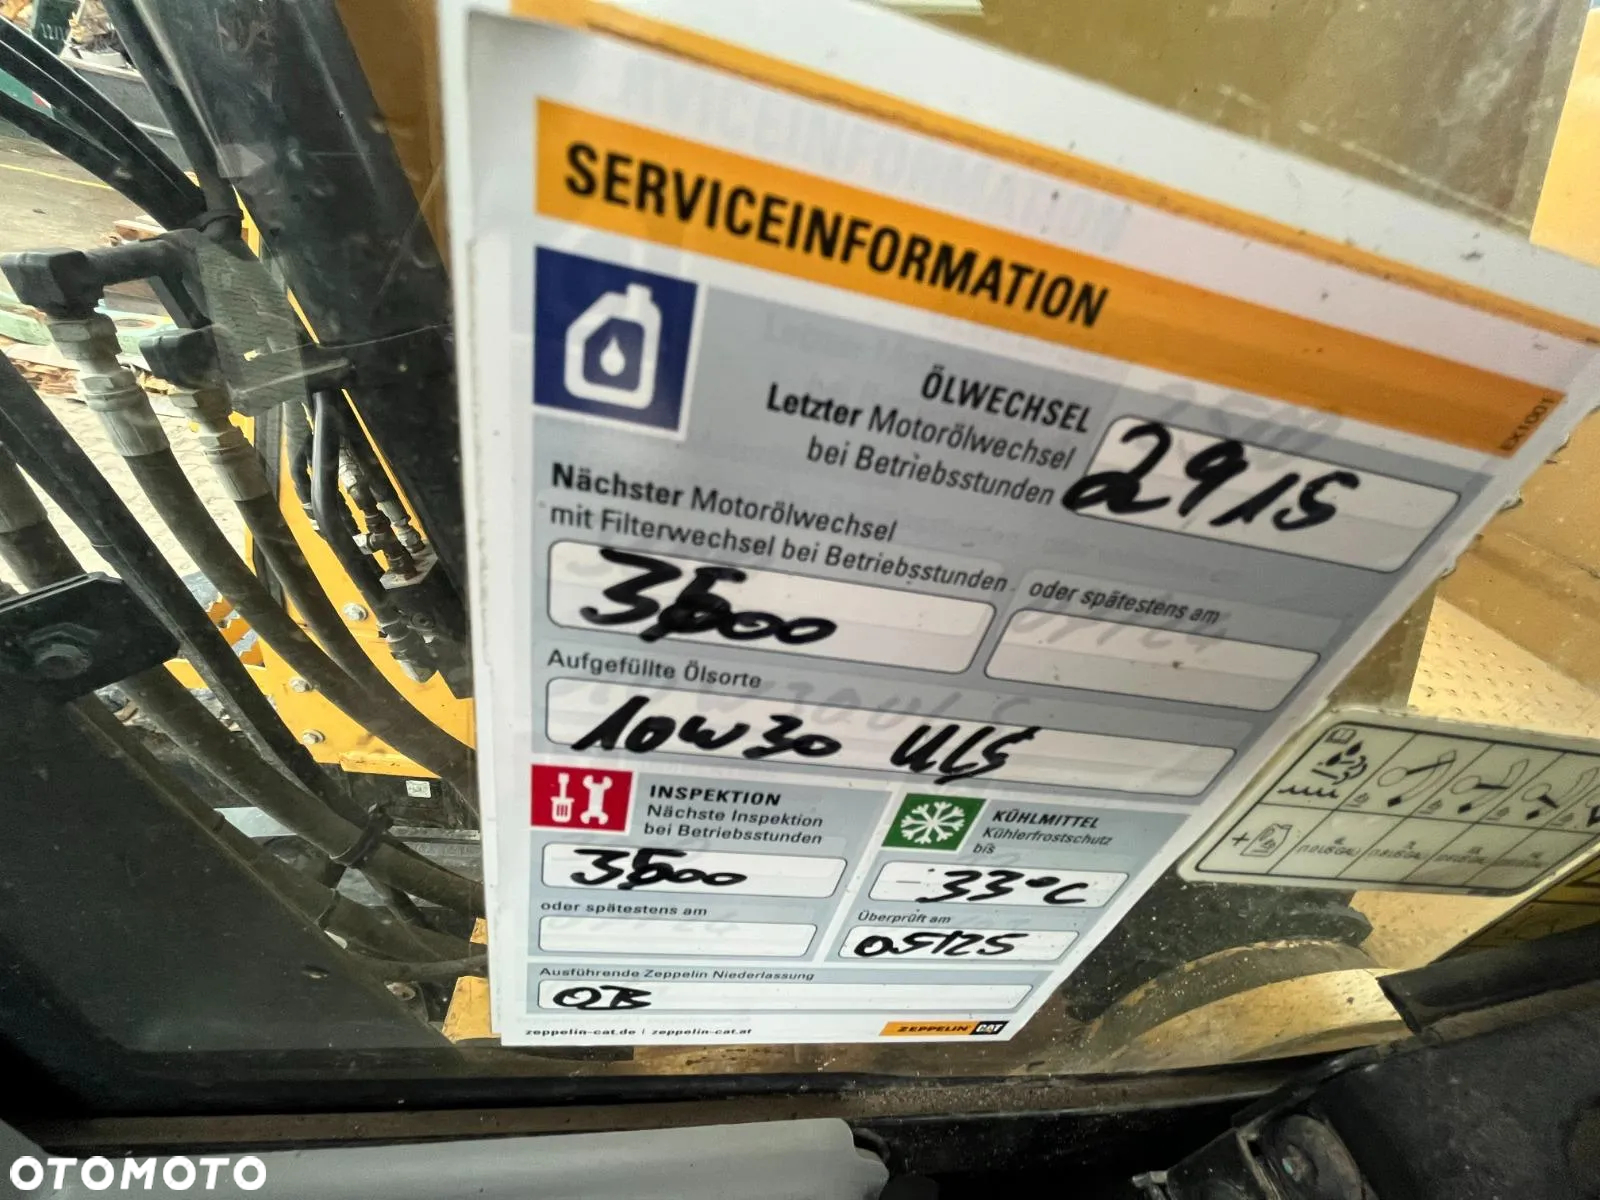 SERVICEINFORMATION
EX1001
ÖLWECHSEL
Letzter Motorölwechsel
bei Betriebsstunden
2915
Nächster Motorölwechsel
mit Filterwechsel bei Betriebsstunden
3500
oder spätestens am
Aufgefüllte Ölsorte
10W30 ULS
INSPEKTION
Nächste Inspektion
bei Betriebsstunden
3500
oder spätestens am
KÜHLMITTEL
Kühlerfrostschutz
bis
-33°C
Überprüft am
05/25
Ausführende Zeppelin Niederlassung
OB
zeppelin-cat.de | zeppelin-cat.at
ZEPPELIN CAT
OTOMOTO